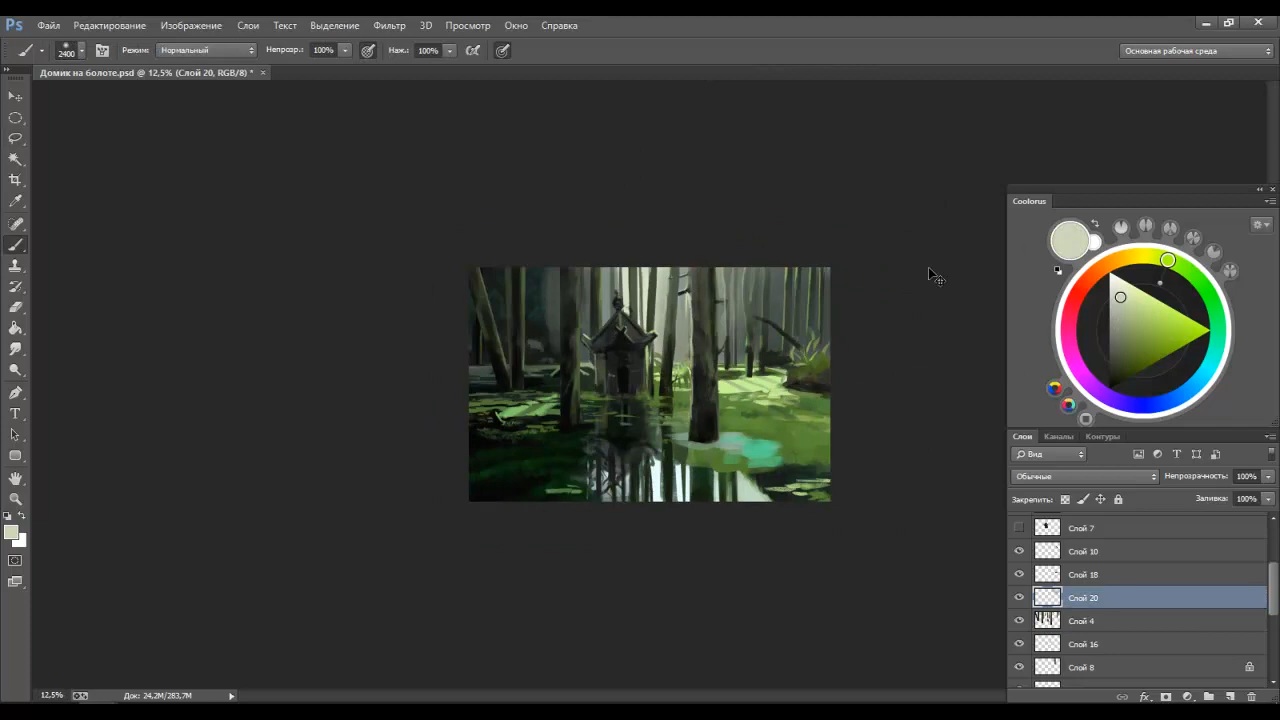 Ps Файл Редактирование Изображение Слои Текст Выделение Фильтр 3D Просмотр Окно Справка
2400 Режим: Нормальный Непрозр.: 100% Наж.: 100% Основная рабочая среда
Домик на болоте.psd @ 12,5% (Слой 20, RGB/8) *
Coolorus
Слои Каналы Контуры
Вид
Обычные Непрозрачность: 100%
Закрепить: Заливка: 100%
Слой 7
Слой 10
Слой 18
Слой 20
Слой 4
Слой 16
Слой 8
12,5% Док: 24,2M/283,7M